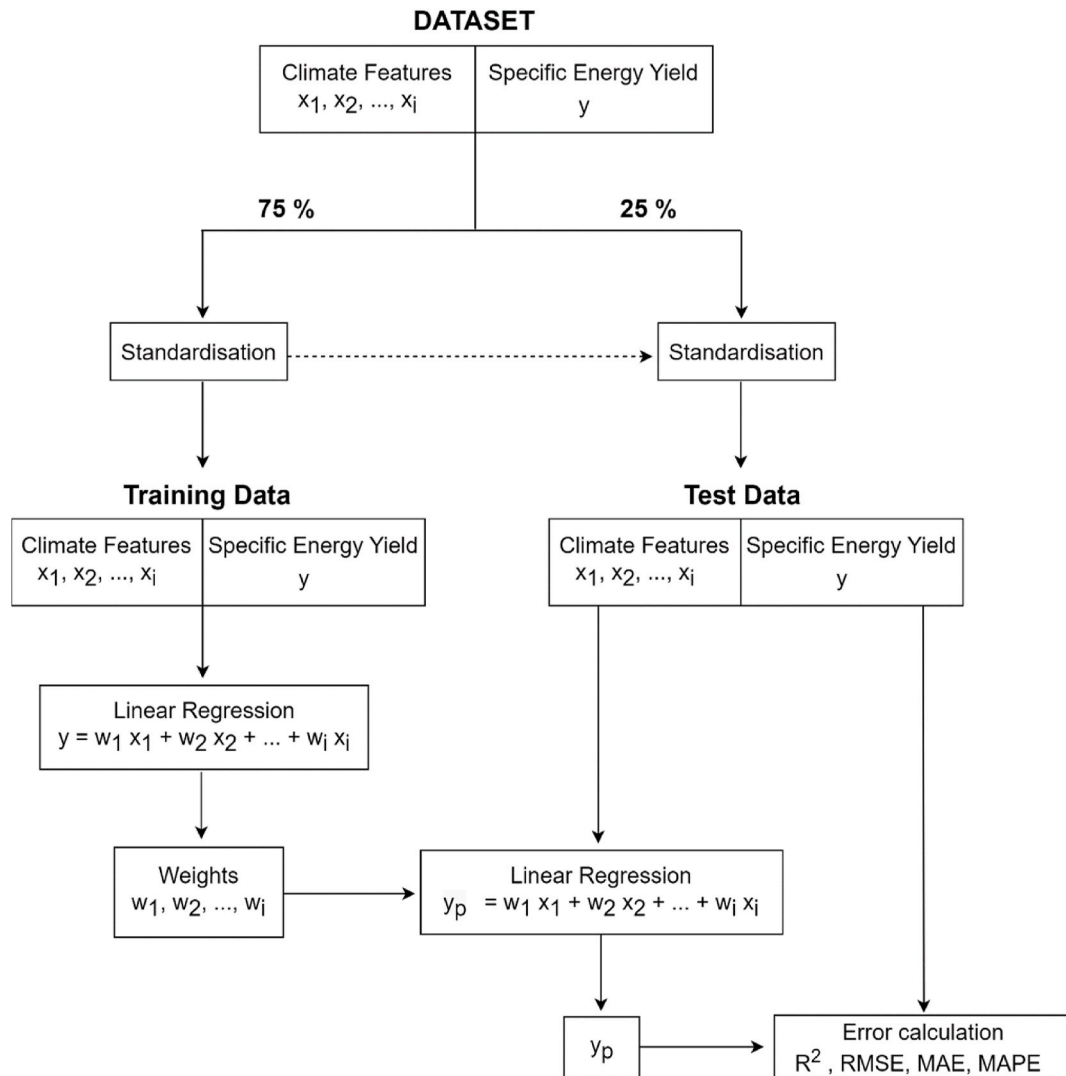 DATASET
Climate Features
x₁, x₂, ..., xᵢ
Specific Energy Yield
y
75 %
25 %
Standardisation
Standardisation
Training Data
Test Data
Climate Features
x₁, x₂, ..., xᵢ
Specific Energy Yield
y
Climate Features
x₁, x₂, ..., xᵢ
Specific Energy Yield
y
Linear Regression
y = w₁ x₁ + w₂ x₂ + ... + wᵢ xᵢ
Weights
w₁, w₂, ..., wᵢ
Linear Regression
yₚ = w₁ x₁ + w₂ x₂ + ... + wᵢ xᵢ
yₚ
Error calculation
R² , RMSE, MAE, MAPE